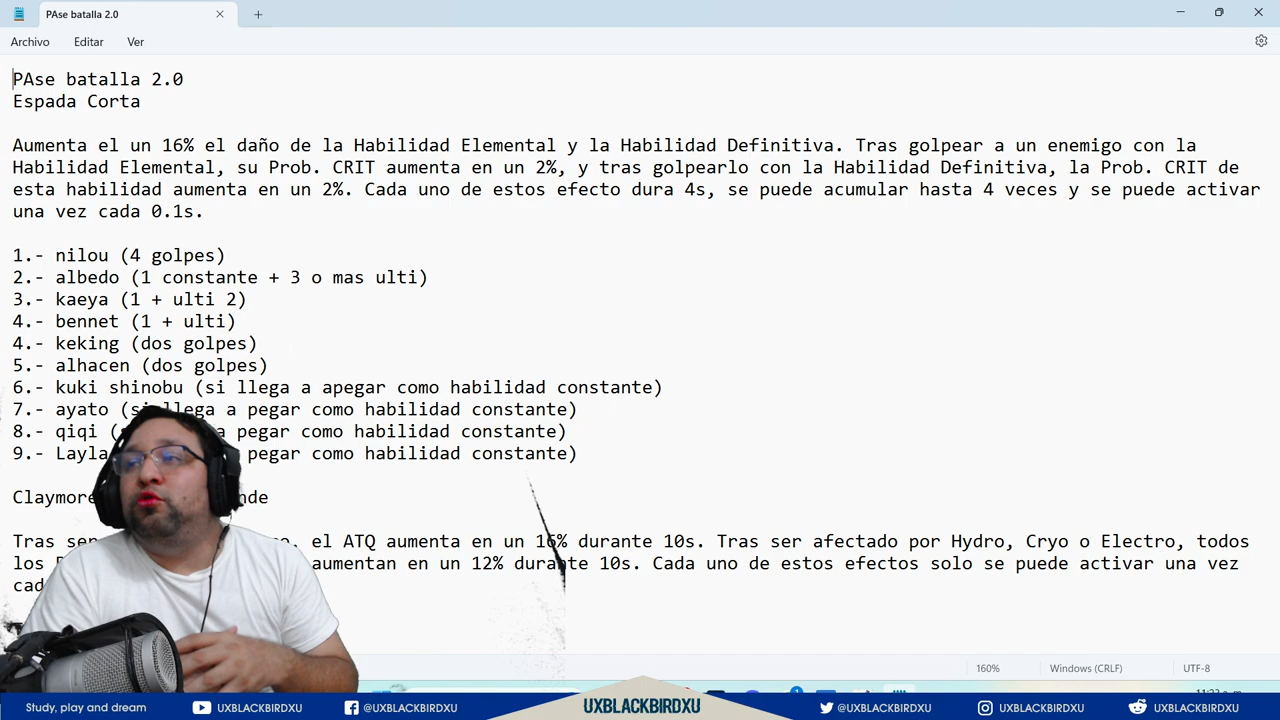 PAse batalla 2.0
Archivo
Editar
Ver
PAse batalla 2.0
Espada Corta
Aumenta el un 16% el daño de la Habilidad Elemental y la Habilidad Definitiva. Tras golpear a un enemigo con la
Habilidad Elemental, su Prob. CRIT aumenta en un 2%, y tras golpearlo con la Habilidad Definitiva, la Prob. CRIT de
esta habilidad aumenta en un 2%. Cada uno de estos efecto dura 4s, se puede acumular hasta 4 veces y se puede activar
una vez cada 0.1s.
1.- nilou (4 golpes)
2.- albedo (1 constante + 3 o mas ulti)
3.- kaeya (1 + ulti 2)
4.- bennet (1 + ulti)
4.- keking (dos golpes)
5.- alhacen (dos golpes)
6.- kuki shinobu (si llega a apegar como habilidad constante)
7.- ayato (si llega a pegar como habilidad constante)
8.- qiqi ( a pegar como habilidad constante)
9.- Layla pegar como habilidad constante)
Claymore
Tras el ATQ aumenta en un 16% durante 10s. Tras ser afectado por Hydro, Cryo o Electro, todos
los aumentan en un 12% durante 10s. Cada uno de estos efectos solo se puede activar una vez
160%
Windows (CRLF)
UTF-8
Study, play and dream
UXBLACKBIRDXU
@UXBLACKBIRDXU
UXBLACKBIRDXU
@UXBLACKBIRDXU
UXBLACKBIRDXU
UXBLACKBIRDXU